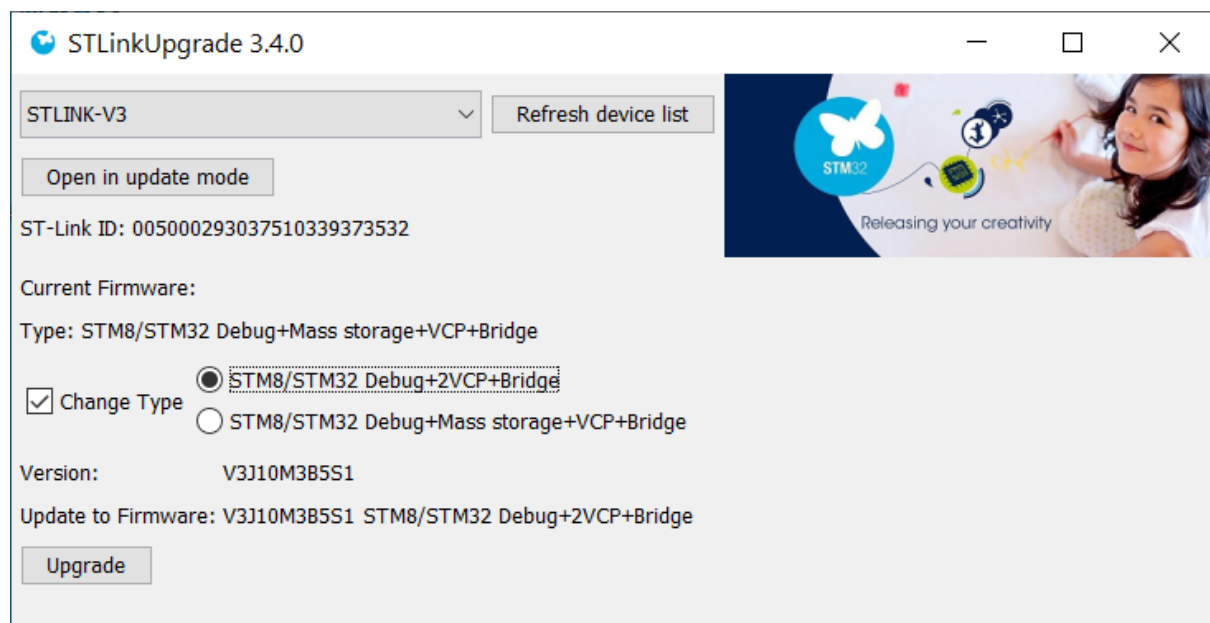 STLinkUpgrade 3.4.0
STLINK-V3
Refresh device list
Open in update mode
ST-Link ID: 005000293037510339373532
STM32
Releasing your creativity
Current Firmware:
Type: STM8/STM32 Debug+Mass storage+VCP+Bridge
Change Type
STM8/STM32 Debug+2VCP+Bridge
STM8/STM32 Debug+Mass storage+VCP+Bridge
Version: V3J10M3B5S1
Update to Firmware: V3J10M3B5S1 STM8/STM32 Debug+2VCP+Bridge
Upgrade